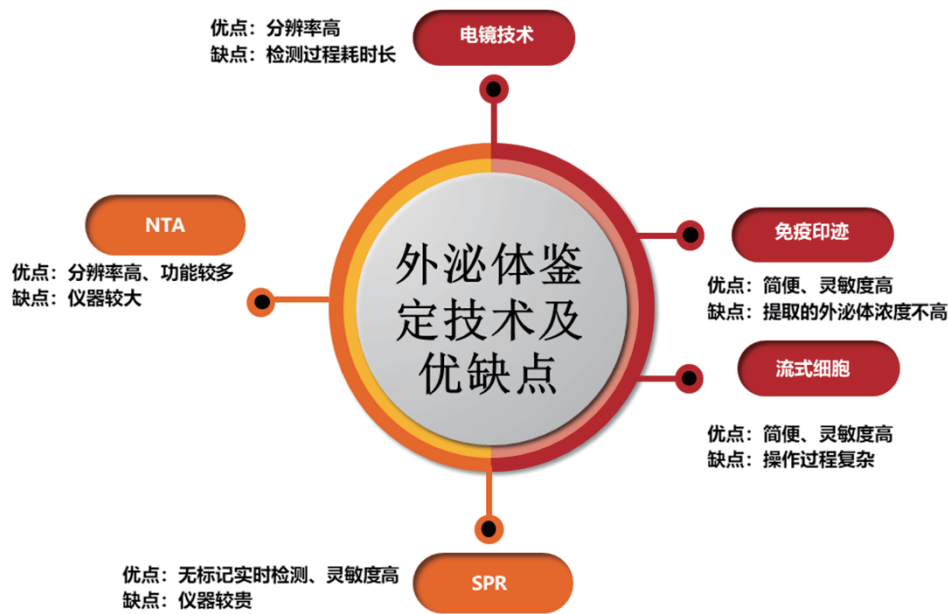 优点：分辨率高
缺点：检测过程耗时长
电镜技术
NTA
优点：分辨率高、功能较多
缺点：仪器较大
外泌体鉴
定技术及
优缺点
免疫印迹
优点：简便、灵敏度高
缺点：提取的外泌体浓度不高
流式细胞
优点：简便、灵敏度高
缺点：操作过程复杂
优点：无标记实时检测、灵敏度高
缺点：仪器较贵
SPR